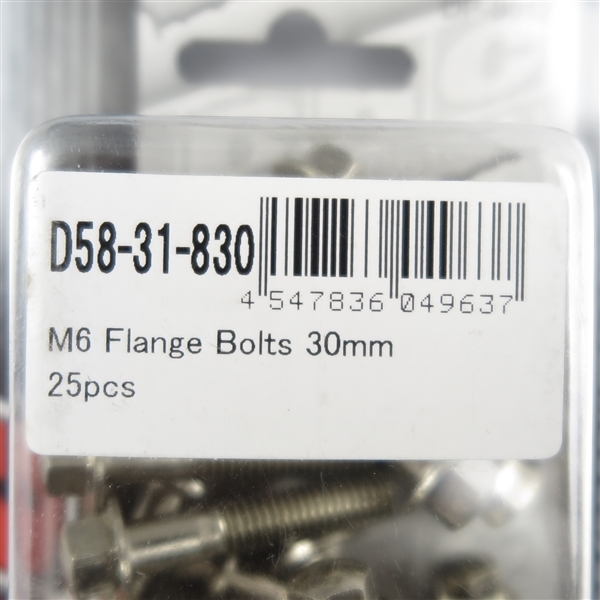 D58-31-830
4 547836 049637
M6 Flange Bolts 30mm
25pcs